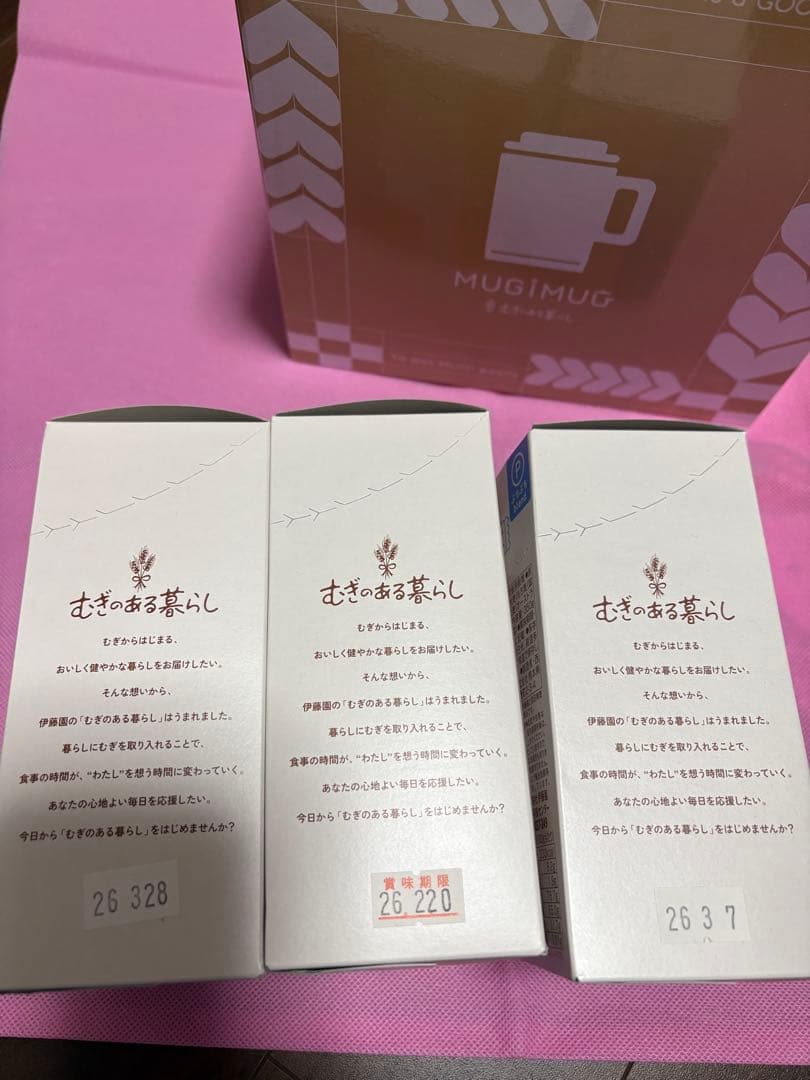 a GOO
MUGIMUG
むぎのある暮らし
むぎからはじまる、
おいしく健やかな暮らしをお届けしたい。
そんな想いから、
伊藤園の「むぎのある暮らし」はうまれました。
暮らしにむぎを取り入れることで、
食事の時間が、“わたし”を想う時間に変わっていく。
あなたの心地よい毎日を応援したい。
今日から「むぎのある暮らし」をはじめませんか？
26 328
むぎのある暮らし
むぎからはじまる、
おいしく健やかな暮らしをお届けしたい。
そんな想いから、
伊藤園の「むぎのある暮らし」はうまれました。
暮らしにむぎを取り入れることで、
食事の時間が、“わたし”を想う時間に変わっていく。
あなたの心地よい毎日を応援したい。
今日から「むぎのある暮らし」をはじめませんか？
賞味期限
26. 220
P
ぷちぷち
blend
むぎのある暮らし
むぎからはじまる、
おいしく健やかな暮らしをお届けしたい。
そんな想いから、
伊藤園の「むぎのある暮らし」はうまれました。
暮らしにむぎを取り入れることで、
食事の時間が、“わたし”を想う時間に変わっていく。
あなたの心地よい毎日を応援したい。
今日から「むぎのある暮らし」をはじめませんか？
26 3 7